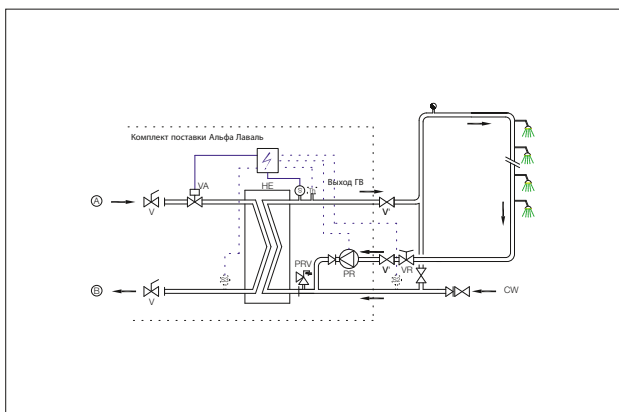 Комплект поставки Альфа Лаваль
VA
HE
S
Выход ГВ
A
V
V'
PRV
PR
V'
VR
B
V
CW